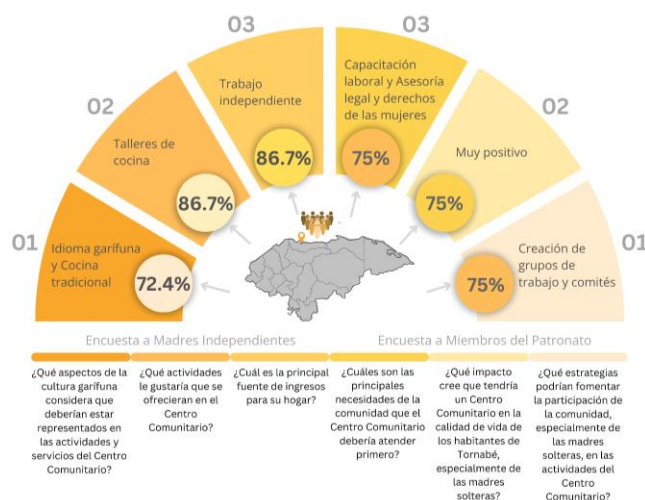 03
03
Trabajo
independiente
86.7%
Capacitación
laboral y Asesoría
legal y derechos
de las mujeres
75%
02
02
Talleres de
cocina
86.7%
Muy positivo
75%
01
01
Idioma garífuna
y Cocina
tradicional
72.4%
Creación de
grupos de
trabajo y comités
75%
Encuesta a Madres Independientes
Encuesta a Miembros del Patronato
¿Qué aspectos de la
cultura garífuna
considera que
deberían estar
representados en
las actividades y
servicios del Centro
Comunitario?
¿Qué actividades
le gustaría que se
ofrecieran en el
Centro
Comunitario?
¿Cuál es la principal
fuente de ingresos
para su hogar?
¿Cuáles son las
principales
necesidades de la
comunidad que el
Centro Comunitario
debería atender
primero?
¿Qué impacto
cree que tendría
un Centro
Comunitario en la
calidad de vida de
los habitantes de
Tornabé,
especialmente de
las madres
solteras?
¿Qué estrategias
podrían fomentar
la participación de
la comunidad,
especialmente de
las madres
solteras, en las
actividades del
Centro
Comunitario?